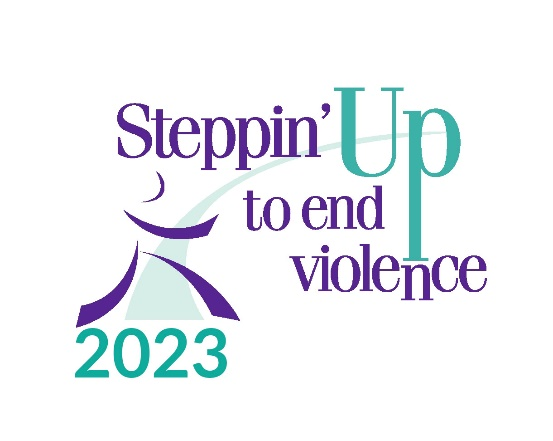 Steppin’ Up
to end
violence
2023